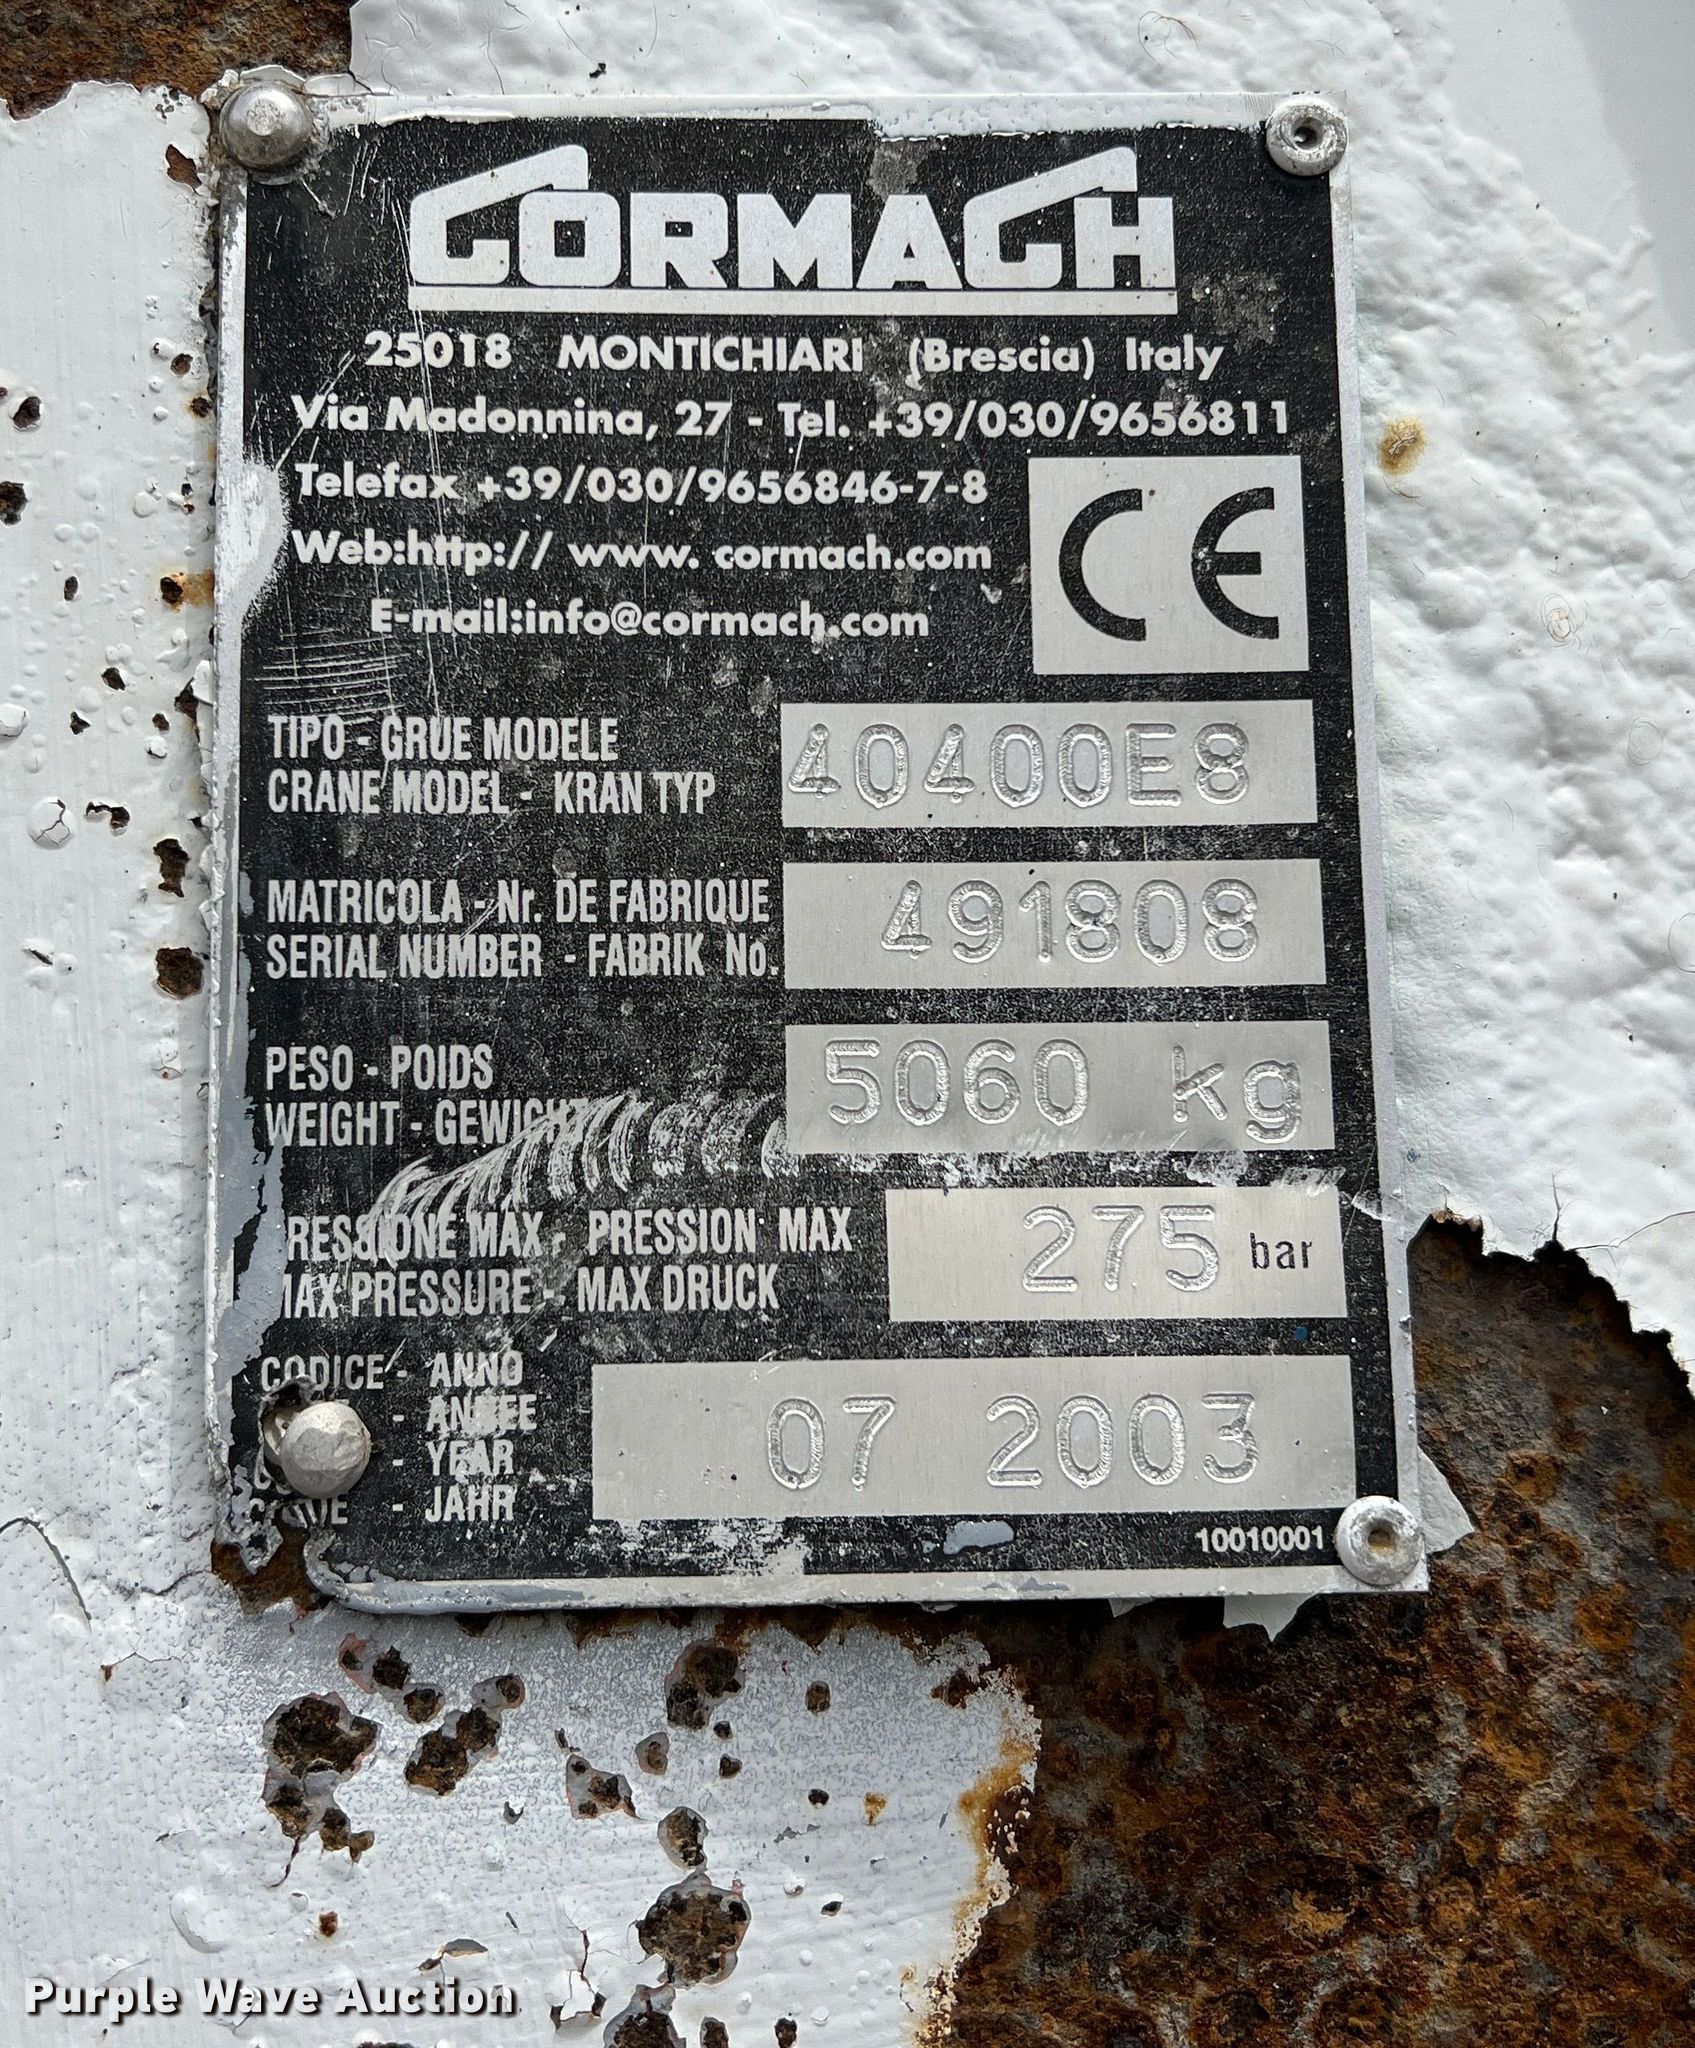 CORMACH
25018 MONTICHIARI (Brescia) Italy
Via Madonnina, 27 - Tel. +39/030/9656811
Telefax +39/030/9656846-7-8
Web:http:// www. cormach.com
E-mail:info@cormach.com
CE
TIPO - GRUE MODELE
CRANE MODEL - KRAN TYP
40400E8
MATRICOLA - Nr. DE FABRIQUE
SERIAL NUMBER - FABRIK No.
491808
PESO - POIDS
WEIGHT - GEWICHT
5060 kg
PRESSIONE MAX - PRESSION MAX
MAX PRESSURE - MAX DRUCK
275 bar
CODICE - ANNO
- ANNEE
- YEAR
CODE - JAHR
07 2003
10010001
Purple Wave Auction